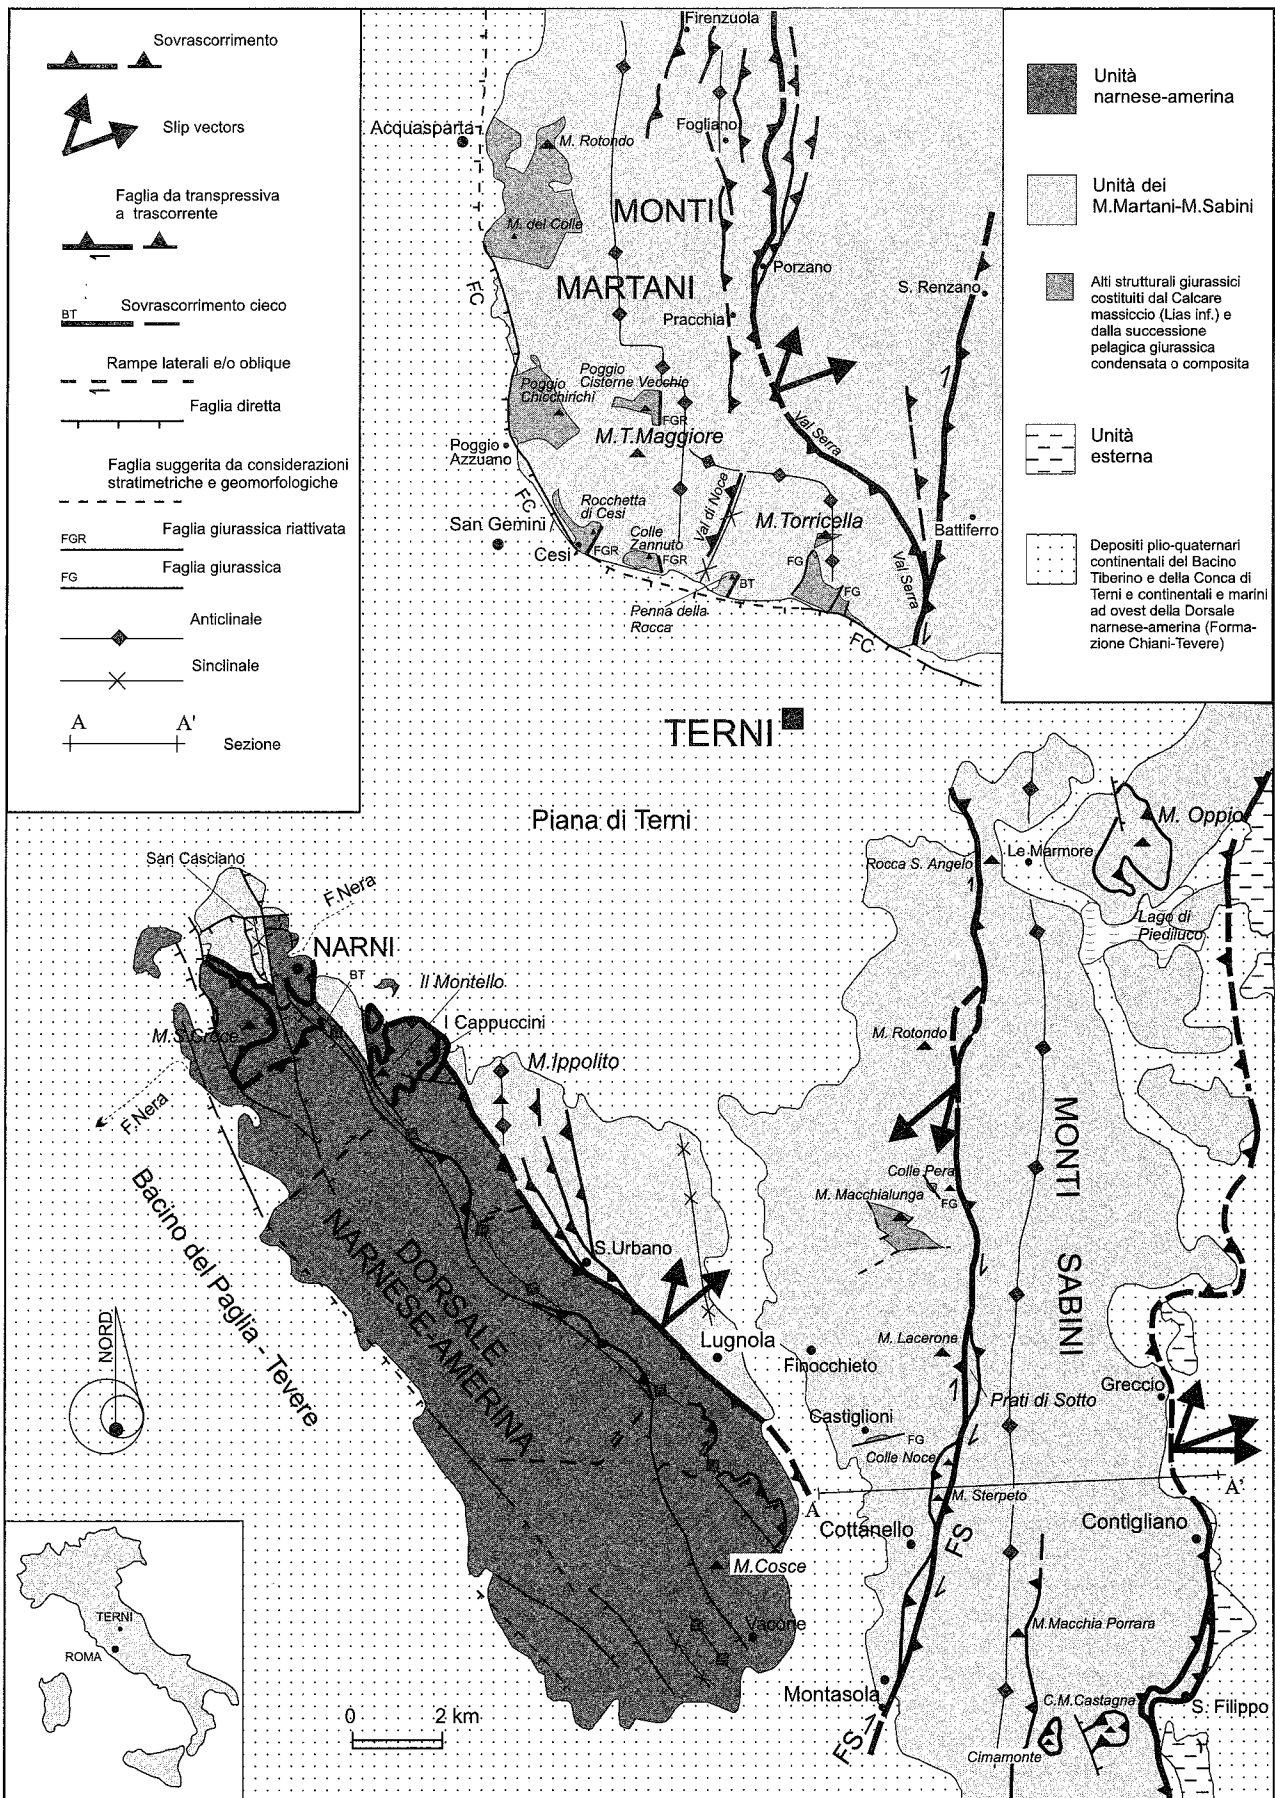 Sovrascorrimento
Slip vectors
Faglia da transpressiva
a trascorrente
BT
Sovrascorrimento cieco
Rampe laterali e/o oblique
Faglia diretta
Faglia suggerita da considerazioni
stratimetriche e geomorfologiche
FGR
Faglia giurassica riattivata
FG
Faglia giurassica
Anticlinale
Sinclinale
A
A'
Sezione
Unità
narnese-amerina
Unità dei
M.Martani-M.Sabini
Alti strutturali giurassici
costituiti dal Calcare
massiccio (Lias inf.) e
dalla successione
pelagica giurassica
condensata o composita
Unità
esterna
Depositi plio-quaternari
continentali del Bacino
Tiberino e della Conca di
Terni e continentali e marini
ad ovest della Dorsale
narnese-amerina (Forma-
zione Chiani-Tevere)
Firenzuola
Acquasparta
M. Rotondo
Fogliano
MONTI
M. del Colle
Porzano
FC
MARTANI
S. Renzano
Pracchia
Poggio
Cisterne Vecchio
Poggio
Chicchirichi
FGR
M.T.Maggiore
Val Serra
Poggio
Azzuano
FC
Rocchetta
di Cesi
Val di Noce
M.Torricella
San Gemini
Cesi
FGR
Colle
Zannuto
FGR
Battiferro
FG
BT
FG
Val Serra
Penna della
Rocca
FC
TERNI
Piana di Terni
M. Oppio
Le Marmore
Rocca S. Angelo
San Casciano
F.Nera
NARNI
Lago di
Piediluco
BT
Il Montello
I Cappuccini
M.S.Croce
M. Rotondo
M.Ippolito
F.Nera
MONTI
SABINI
Colle Pera
M. Macchialunga
FG
Bacino del Paglia - Tevere
DORSALE
NARNESE-AMERINA
S.Urbano
NORD
Lugnola
M. Lacerone
Finocchieto
Greccio
Prati di Sotto
Castiglioni
FG
Colle Noce
A
A'
M. Sterpeto
Cottanello
FS
Contigliano
M.Cosce
TERNI
ROMA
Vacone
M.Macchia Porrara
Montasola
C.M.Castagna
S. Filippo
0
2 km
FS
Cimamonte